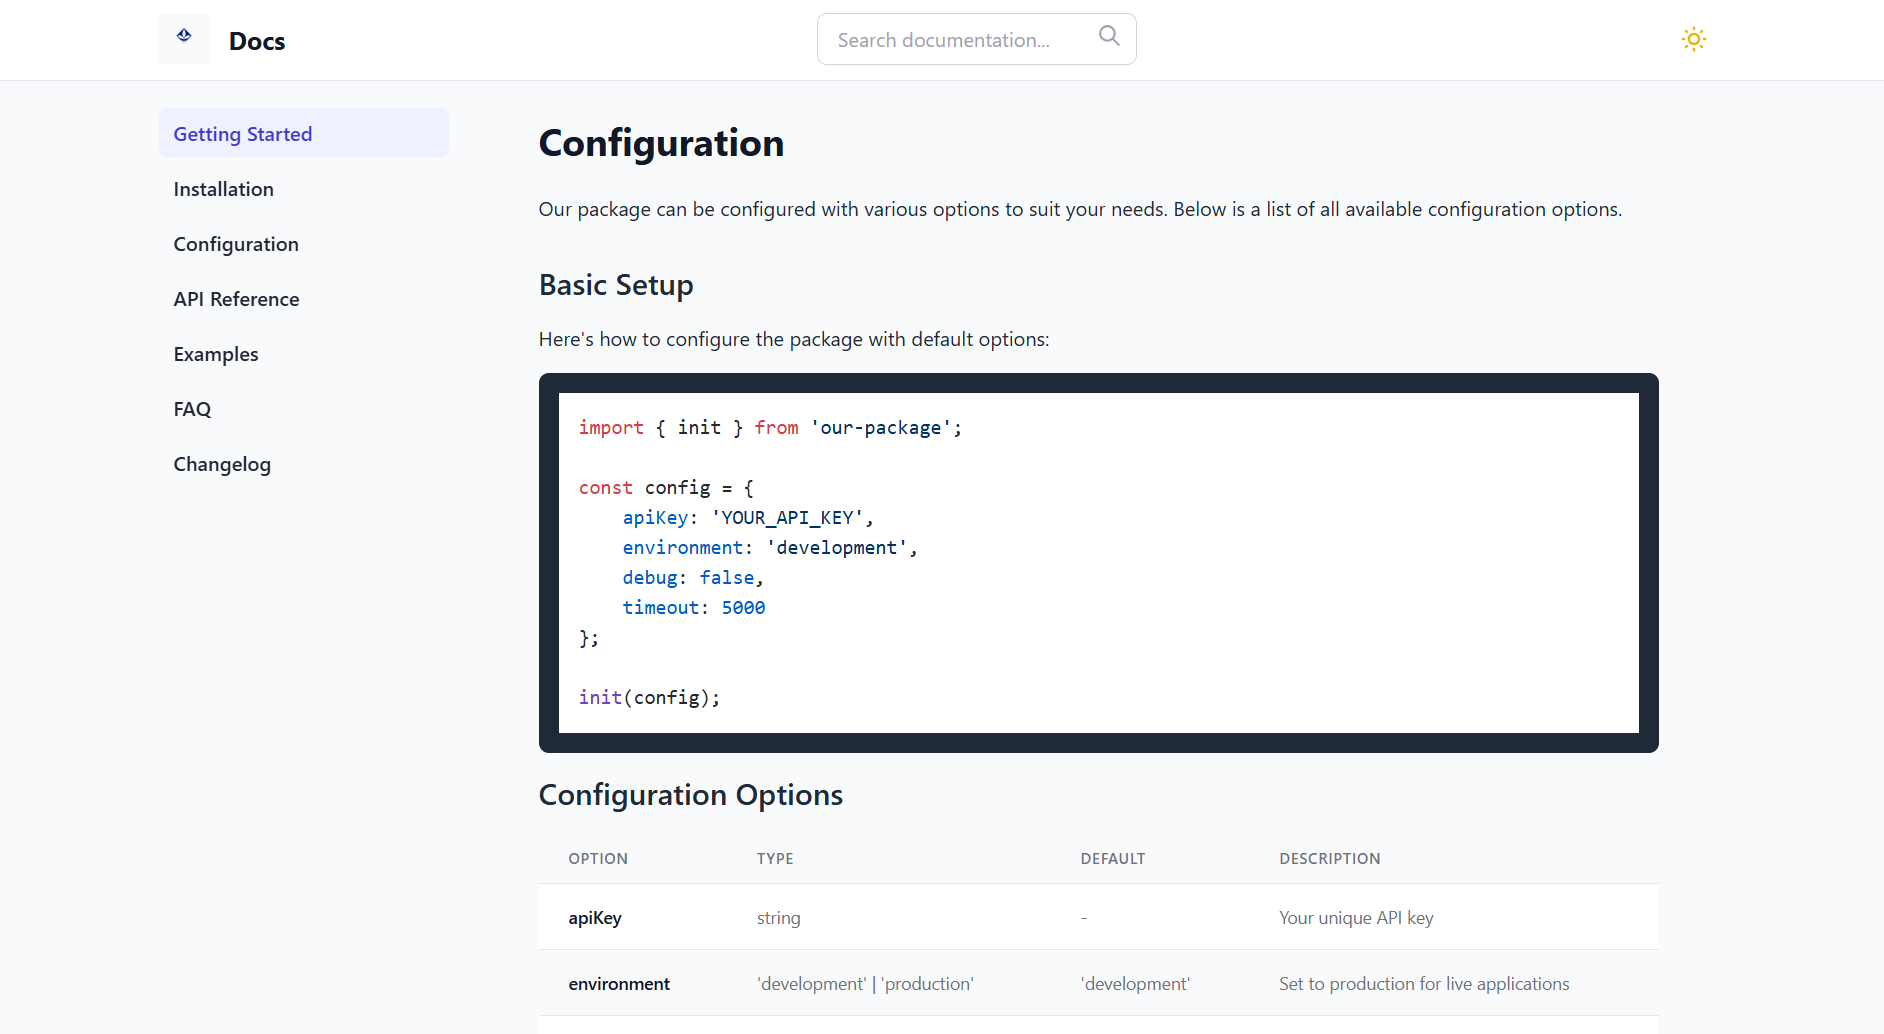 Docs
Search documentation...
Getting Started
Installation
Configuration
API Reference
Examples
FAQ
Changelog
Configuration
Our package can be configured with various options to suit your needs. Below is a list of all available configuration options.
Basic Setup
Here's how to configure the package with default options:
import { init } from 'our-package';
const config = {
    apiKey: 'YOUR_API_KEY',
    environment: 'development',
    debug: false,
    timeout: 5000
};
init(config);
Configuration Options
OPTION TYPE DEFAULT DESCRIPTION
apiKey string - Your unique API key
environment 'development' | 'production' 'development' Set to production for live applications